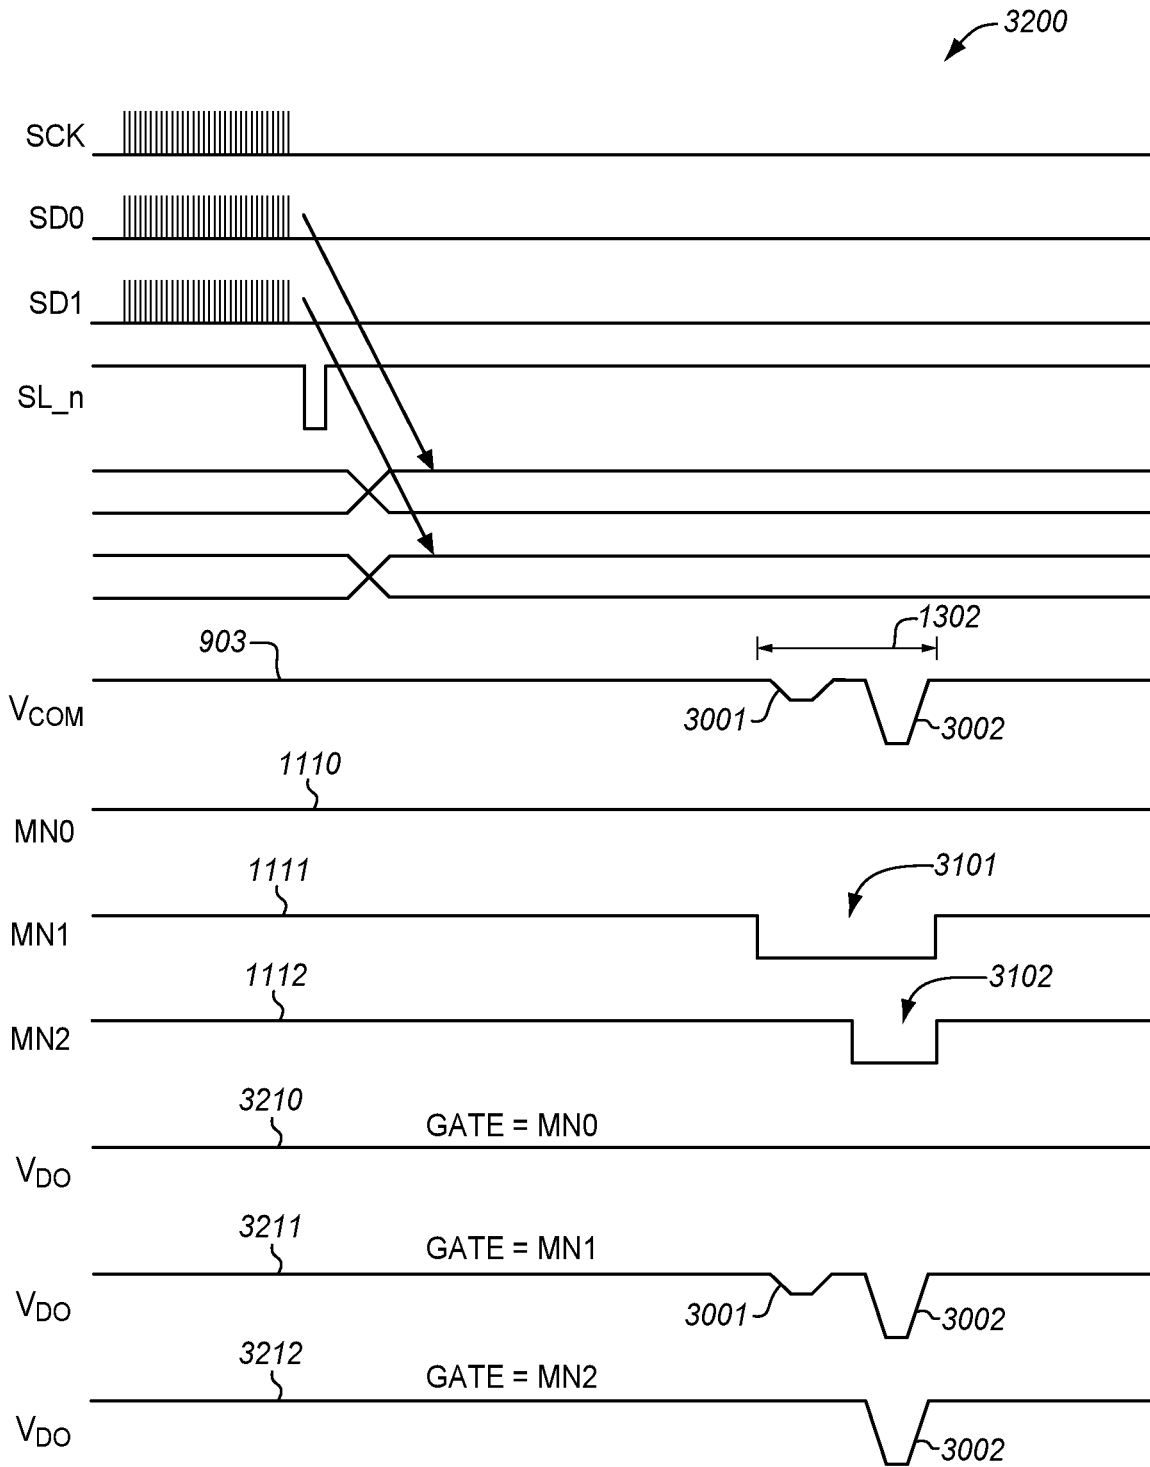 3200
SCK
SD0
SD1
SL_n
1302
903
VCOM
3001
3002
1110
MN0
1111
3101
MN1
1112
3102
MN2
3210
GATE = MN0
VDO
3211
GATE = MN1
VDO
3001
3002
3212
GATE = MN2
VDO
3002